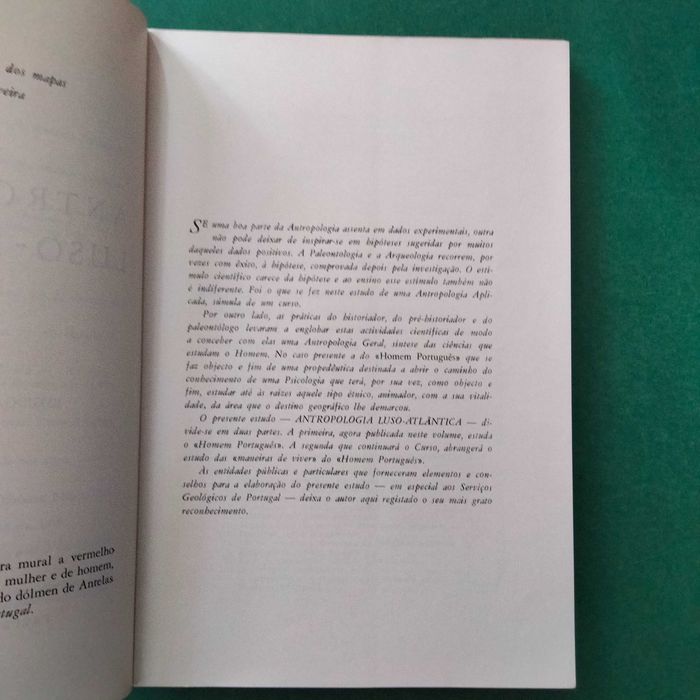 dos mapas
eira
SE uma boa parte da Antropologia assenta em dados experimentais, outra
não pode deixar de inspirar-se em hipóteses sugeridas por muitos
daqueles dados positivos. A Paleontologia e a Arqueologia recorrem, por
vezes com êxito, à hipótese, comprovada depois pela investigação. O estí-
mulo científico carece da hipótese e ao ensino esse estímulo também não
é indiferente. Foi o que se fez neste estudo de uma Antropologia Apli-
cada, súmula de um curso.
Por outro lado, as práticas do historiador, do pré-historiador e do
paleontólogo levaram a englobar estas actividades científicas de modo
a conceber com elas uma Antropologia Geral, síntese das ciências que
estudam o Homem. No caso presente a do «Homem Português» que se
faz objecto e fim de uma propedêutica destinada a abrir o caminho do
conhecimento de uma Psicologia que terá, por sua vez, como objecto e
fim, estudar até às raízes aquele tipo étnico, animador, com a sua vitali-
dade, da área que o destino geográfico lhe demarcou.
O presente estudo — ANTROPOLOGIA LUSO-ATLÂNTICA — di-
vide-se em duas partes. A primeira, agora publicada neste volume, estuda
o «Homem Português». A segunda que continuará o Curso, abrangerá o
estudo das «maneiras de viver» do «Homem Português».
Às entidades públicas e particulares que forneceram elementos e con-
selhos para a elaboração do presente estudo — em especial aos Serviços
Geológicos de Portugal — deixa o autor aqui registado o seu mais grato
reconhecimento.
ra mural a vermelho
mulher e de homem,
do dólmen de Antelas
tugal.